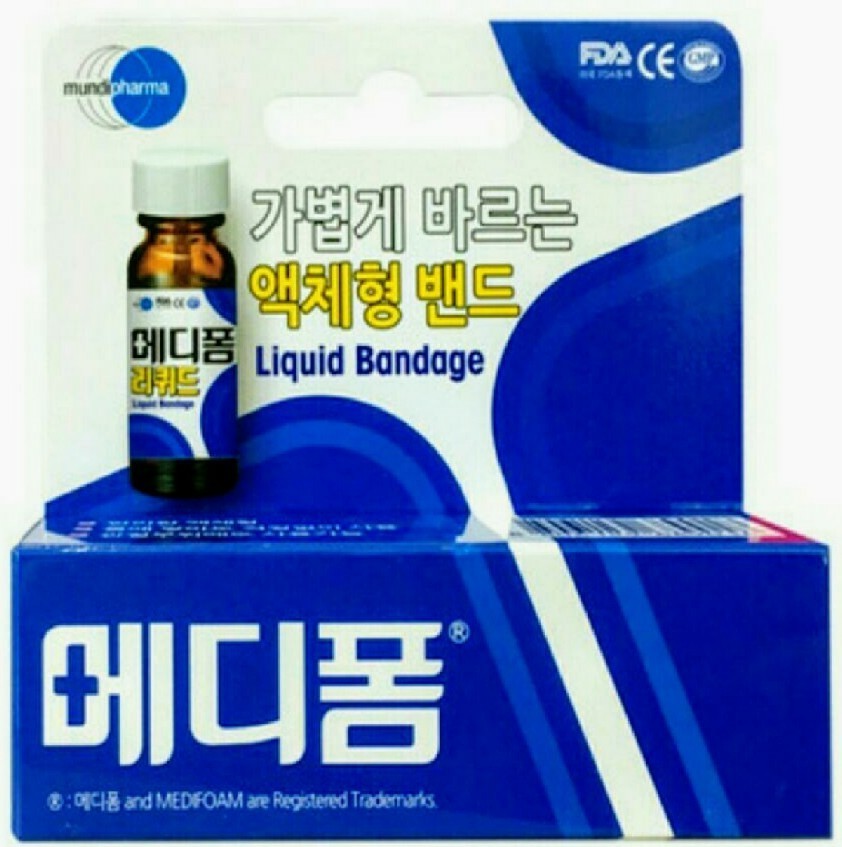 mundipharma
FDA CE GMP
가볍게 바르는
액체형 밴드
Liquid Bandage
메디폼
리퀴드
Liquid Bandage
메디폼®
® : 메디폼 and MEDIFOAM are Registered Trademarks.